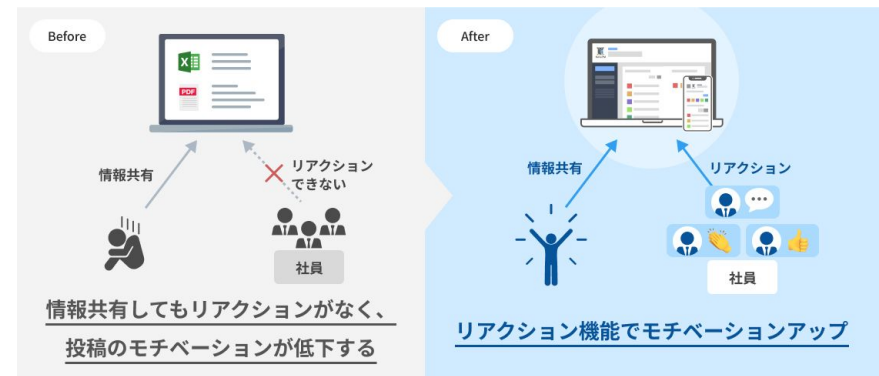 Before
PDF
情報共有
リアクション
できない
社員
情報共有してもリアクションがなく、
投稿のモチベーションが低下する
After
情報共有
リアクション
社員
リアクション機能でモチベーションアップ